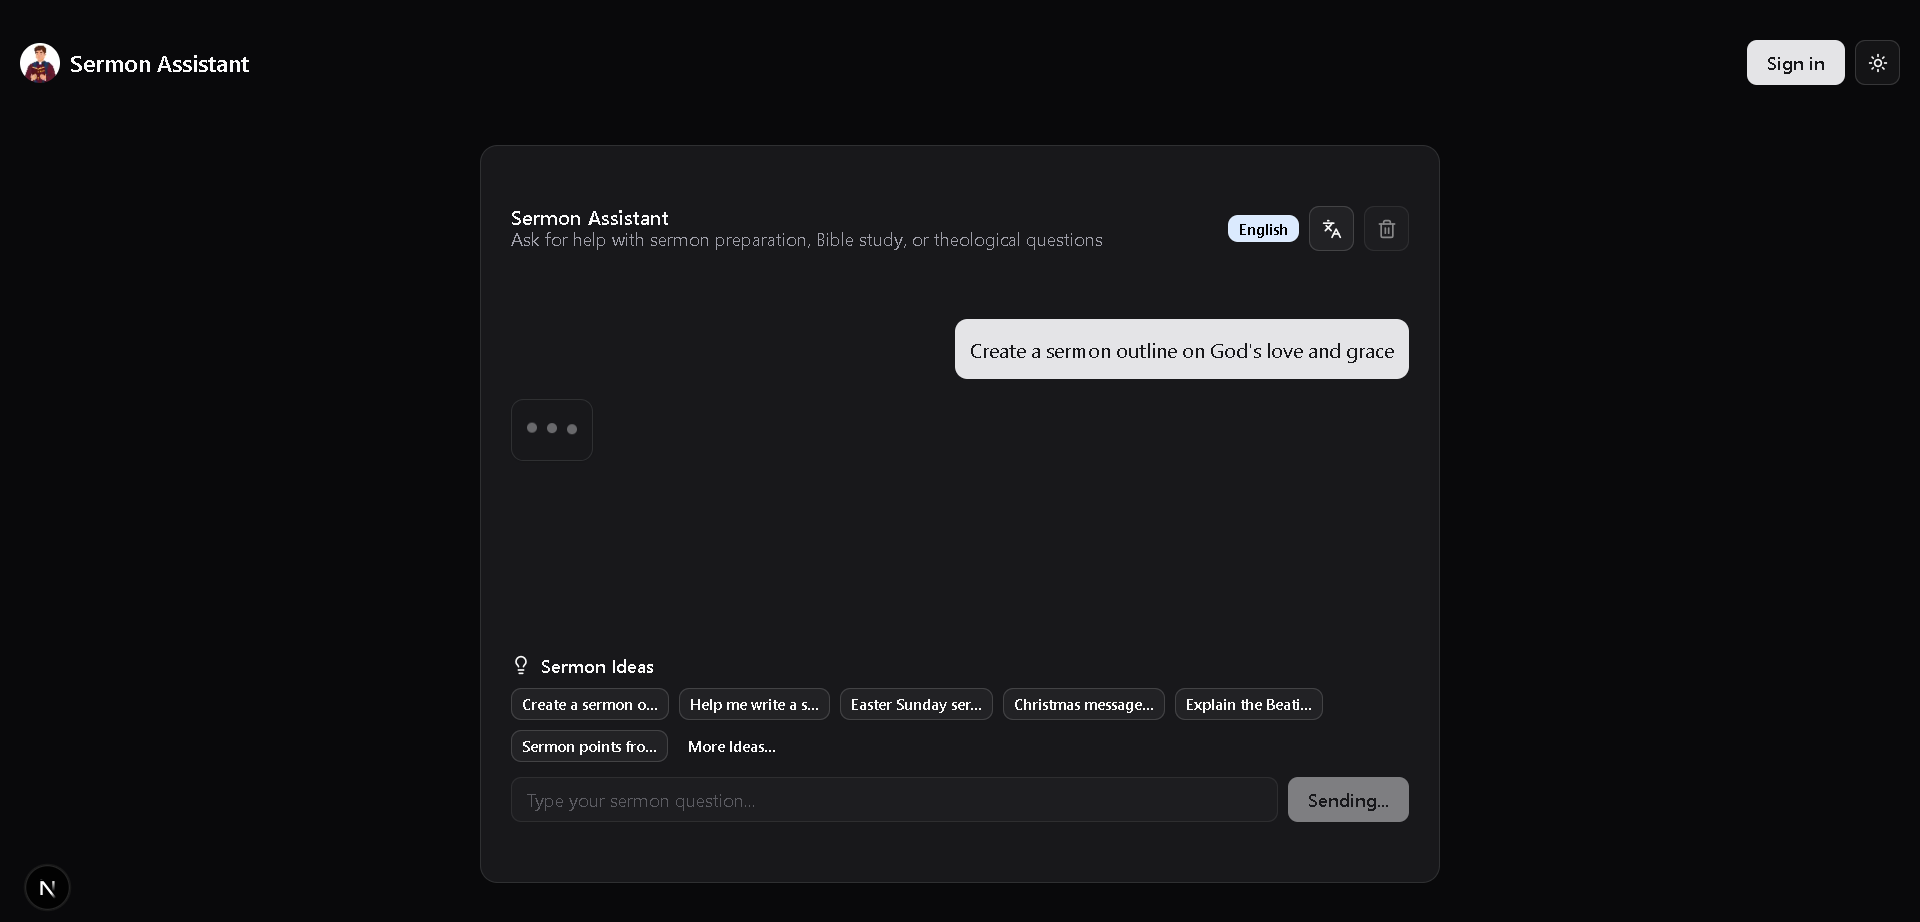 Sermon Assistant
Sign in
Sermon Assistant
Ask for help with sermon preparation, Bible study, or theological questions
English
Create a sermon outline on God's love and grace
Sermon Ideas
Create a sermon o...
Help me write a s...
Easter Sunday ser...
Christmas message...
Explain the Beati...
Sermon points fro...
More Ideas...
Type your sermon question...
Sending...
N